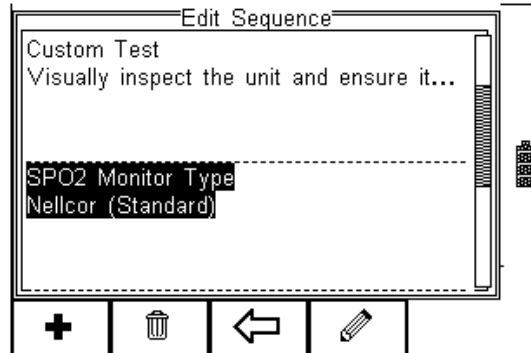 Edit Sequence
Custom Test
Visually inspect the unit and ensure it...
SPO2 Monitor Type
Nellcor (Standard)